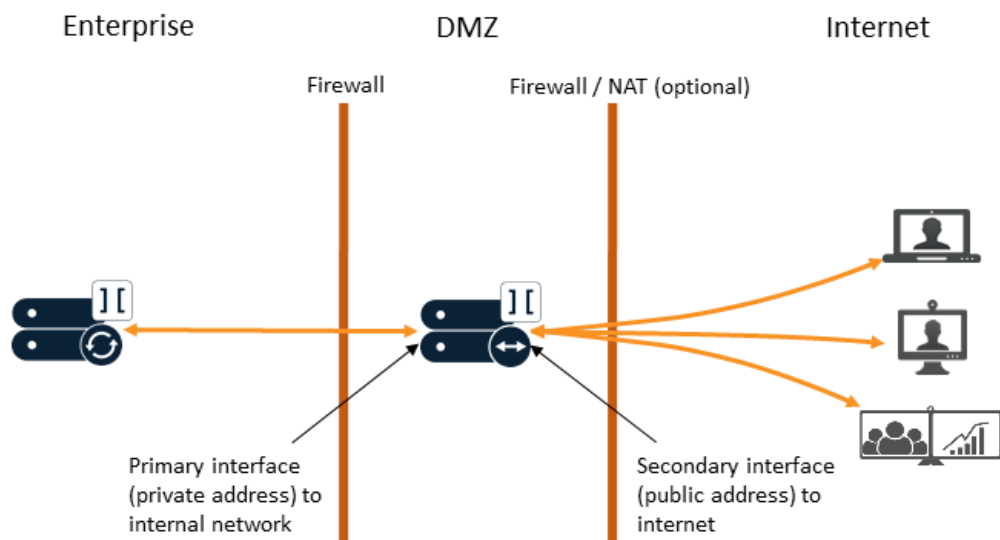 Enterprise
DMZ
Internet
Firewall
Firewall / NAT (optional)
][
][
Primary interface
(private address) to
internal network
Secondary interface
(public address) to
internet